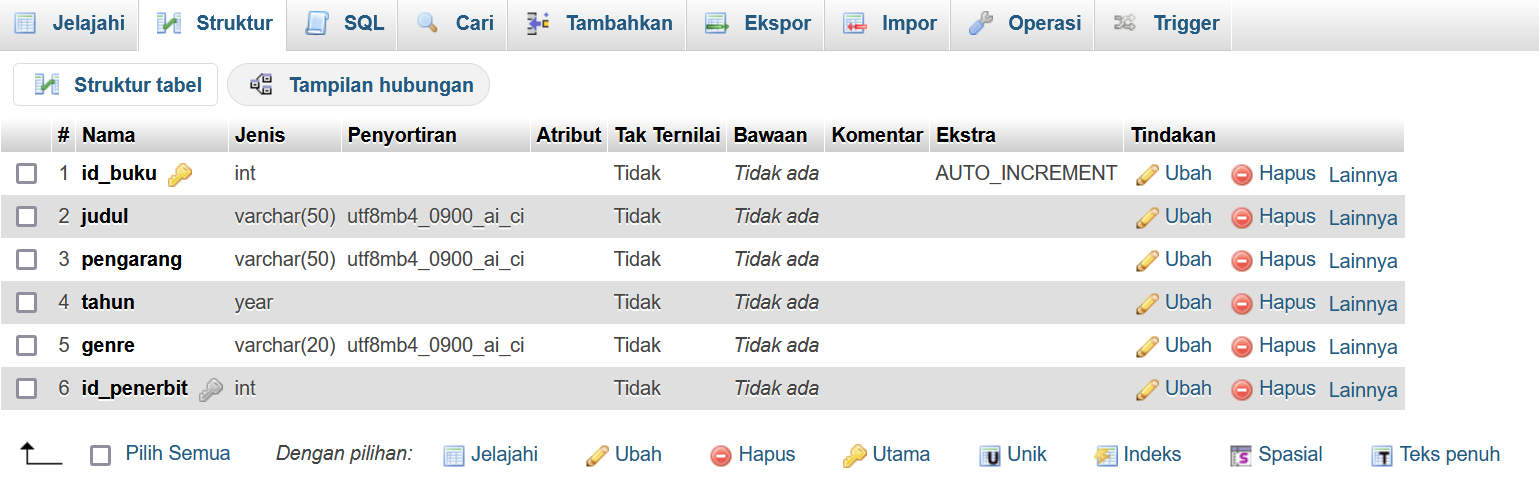 Jelajahi Struktur SQL Cari Tambahkan Ekspor Impor Operasi Trigger
Struktur tabel Tampilan hubungan
# Nama Jenis Penyortiran Atribut Tak Ternilai Bawaan Komentar Ekstra Tindakan
1 id_buku int Tidak Tidak ada AUTO_INCREMENT Ubah Hapus Lainnya
2 judul varchar(50) utf8mb4_0900_ai_ci Tidak Tidak ada Ubah Hapus Lainnya
3 pengarang varchar(50) utf8mb4_0900_ai_ci Tidak Tidak ada Ubah Hapus Lainnya
4 tahun year Tidak Tidak ada Ubah Hapus Lainnya
5 genre varchar(20) utf8mb4_0900_ai_ci Tidak Tidak ada Ubah Hapus Lainnya
6 id_penerbit int Tidak Tidak ada Ubah Hapus Lainnya
Pilih Semua Dengan pilihan: Jelajahi Ubah Hapus Utama Unik Indeks Spasial Teks penuh